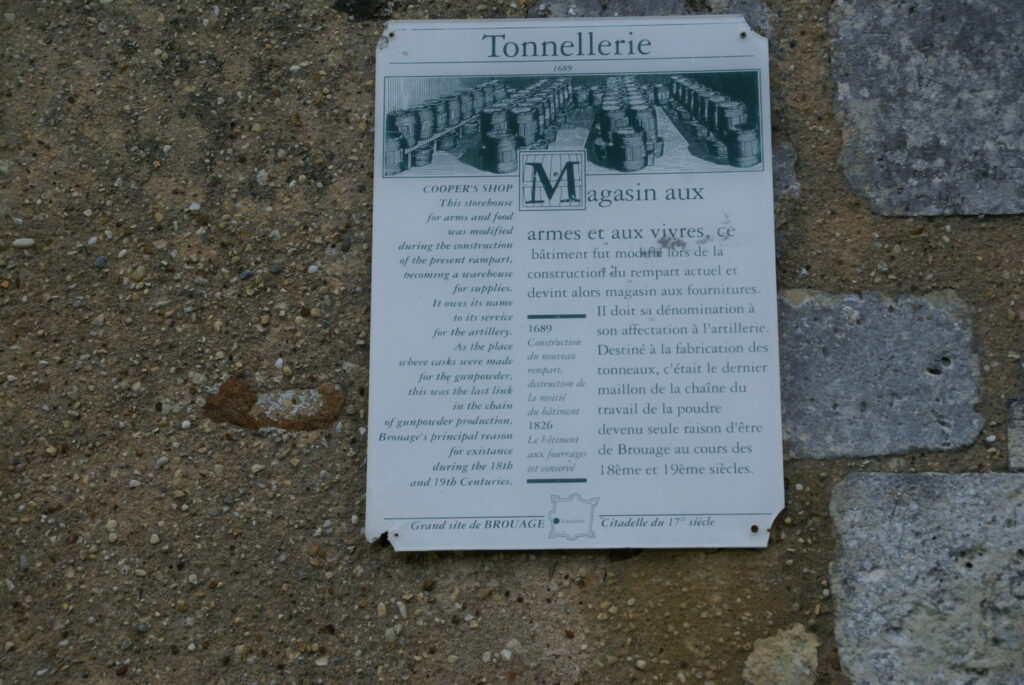 Tonnellerie
1689
COOPER'S SHOP
This storehouse
for arms and food
was modified
during the construction
of the present rampart,
becoming a warehouse
for supplies.
It owes its name
to its service
for the artillery.
As the place
where casks were made
for the gunpowder,
this was the last link
in the chain
of gunpowder production,
Brouage's principal reason
for existance
during the 18th
and 19th Centuries.
Magasin aux
armes et aux vivres, ce
bâtiment fut modifié lors de la
construction du rempart actuel et
devint alors magasin aux fournitures.
Il doit sa dénomination à
son affectation à l'artillerie.
Destiné à la fabrication des
tonneaux, c'était le dernier
maillon de la chaîne du
travail de la poudre
devenu seule raison d'être
de Brouage au cours des
18ème et 19ème siècles.
1689
Construction
du nouveau
rempart,
destruction de
la moitié
du bâtiment
1826
Le bâtiment
aux fourrages
est conservé
Grand site de BROUAGE
Tonnellerie
Citadelle du 17° siècle